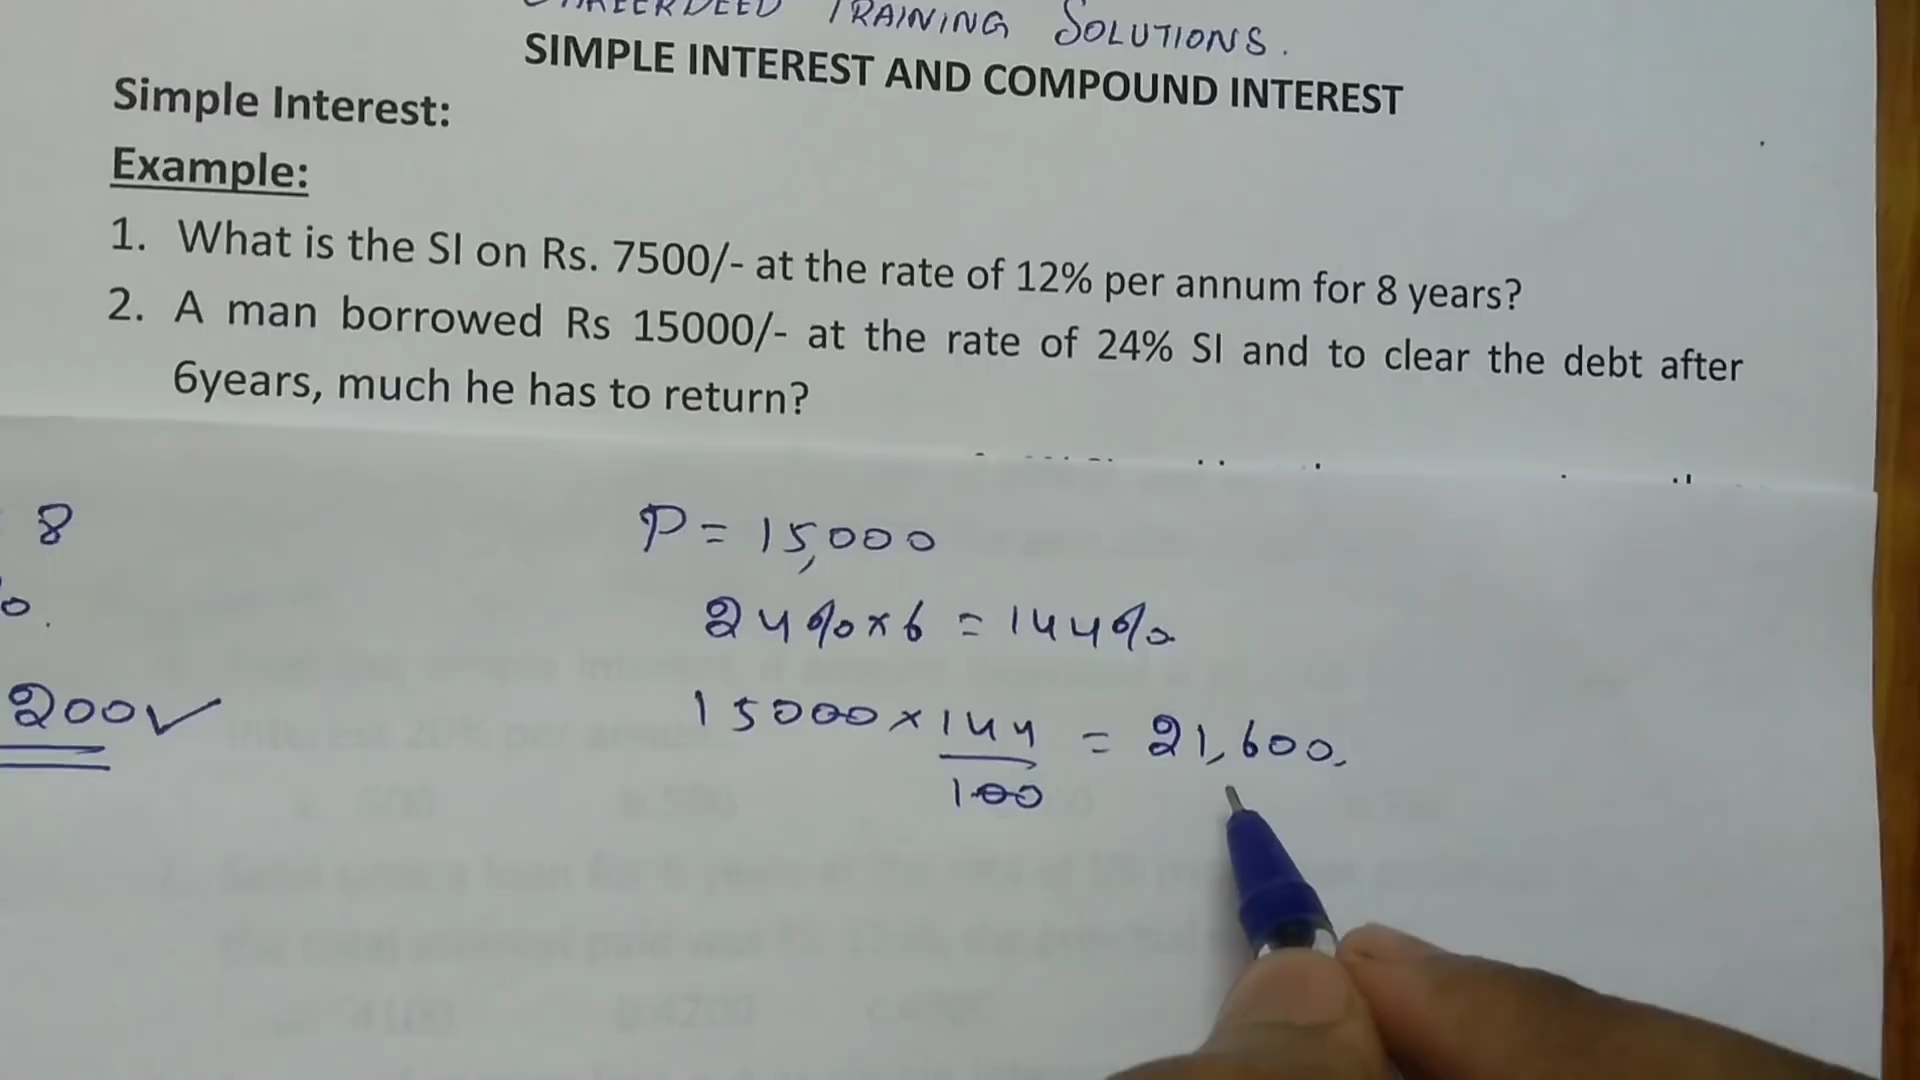 TRAINING SOLUTIONS.
SIMPLE INTEREST AND COMPOUND INTEREST
Simple Interest:
Example:
1. What is the SI on Rs. 7500/- at the rate of 12% per annum for 8 years?
2. A man borrowed Rs 15000/- at the rate of 24% SI and to clear the debt after
6years, much he has to return?
8
P = 15,000
24% × 6 = 144%
200✓
15000 × 144/100 = 21,600.